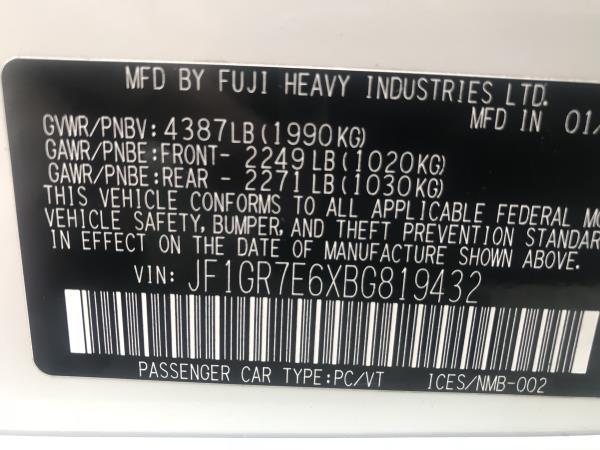 MFD BY FUJI HEAVY INDUSTRIES LTD.
MFD IN 01/
GVWR/PNBV: 4387LB(1990KG)
GAWR/PNBE:FRONT- 2249LB(1020KG)
GAWR/PNBE:REAR - 2271LB(1030KG)
THIS VEHICLE CONFORMS TO ALL APPLICABLE FEDERAL MO
VEHICLE SAFETY, BUMPER, AND THEFT PREVENTION STANDAR
IN EFFECT ON THE DATE OF MANUFACTURE SHOWN ABOVE.
VIN: JF1GR7E6XBG819432
PASSENGER CAR TYPE:PC/VT ICES/NMB-002